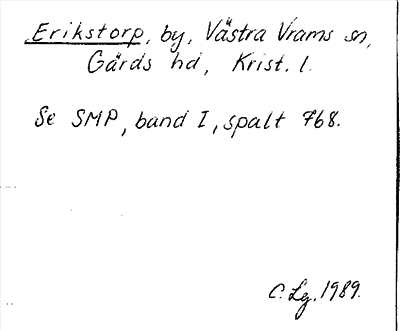 Erikstorp, by, Västra Vrams sn,
Gärds hd, Krist. l.
Se SMP, band I, spalt 768.
C. Lg. 1989.